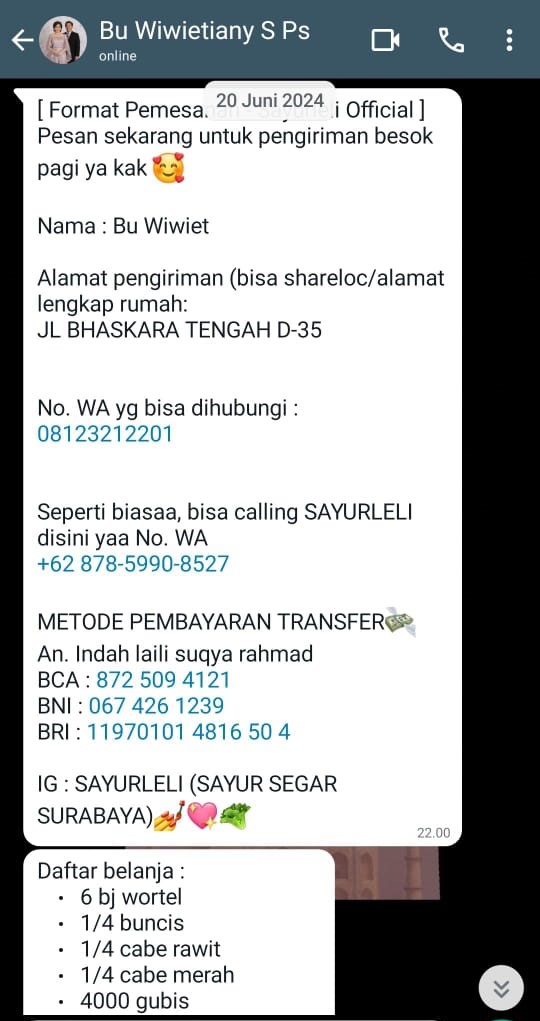 Bu Wiwietiany S Ps
online
20 Juni 2024
[ Format Pemesa Official ]
Pesan sekarang untuk pengiriman besok
pagi ya kak
Nama : Bu Wiwiet
Alamat pengiriman (bisa shareloc/alamat
lengkap rumah:
JL BHASKARA TENGAH D-35
No. WA yg bisa dihubungi :
08123212201
Seperti biasaa, bisa calling SAYURLELI
disini yaa No. WA
+62 878-5990-8527
METODE PEMBAYARAN TRANSFER💸
An. Indah laili suqya rahmad
BCA : 872 509 4121
BNI : 067 426 1239
BRI : 11970101 4816 50 4
IG : SAYURLELI (SAYUR SEGAR
SURABAYA)💅💖🥦
22.00
Daftar belanja :
• 6 bj wortel
• 1/4 buncis
• 1/4 cabe rawit
• 1/4 cabe merah
• 4000 gubis